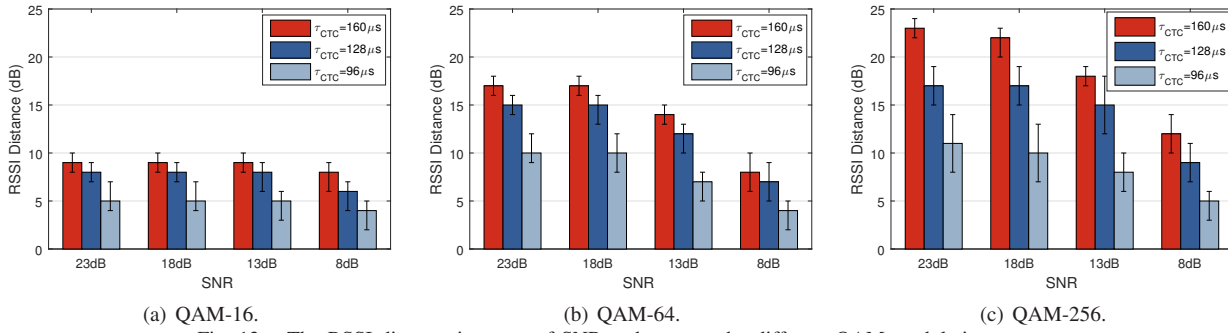 25
20
15
10
5
0
RSSI Distance (dB)
τCTC=160μs
τCTC=128μs
τCTC=96μs
23dB 18dB 13dB 8dB
SNR
(a) QAM-16.
25
20
15
10
5
0
RSSI Distance (dB)
τCTC=160μs
τCTC=128μs
τCTC=96μs
23dB 18dB 13dB 8dB
SNR
(b) QAM-64.
25
20
15
10
5
0
RSSI Distance (dB)
τCTC=160μs
τCTC=128μs
τCTC=96μs
23dB 18dB 13dB 8dB
SNR
(c) QAM-256.